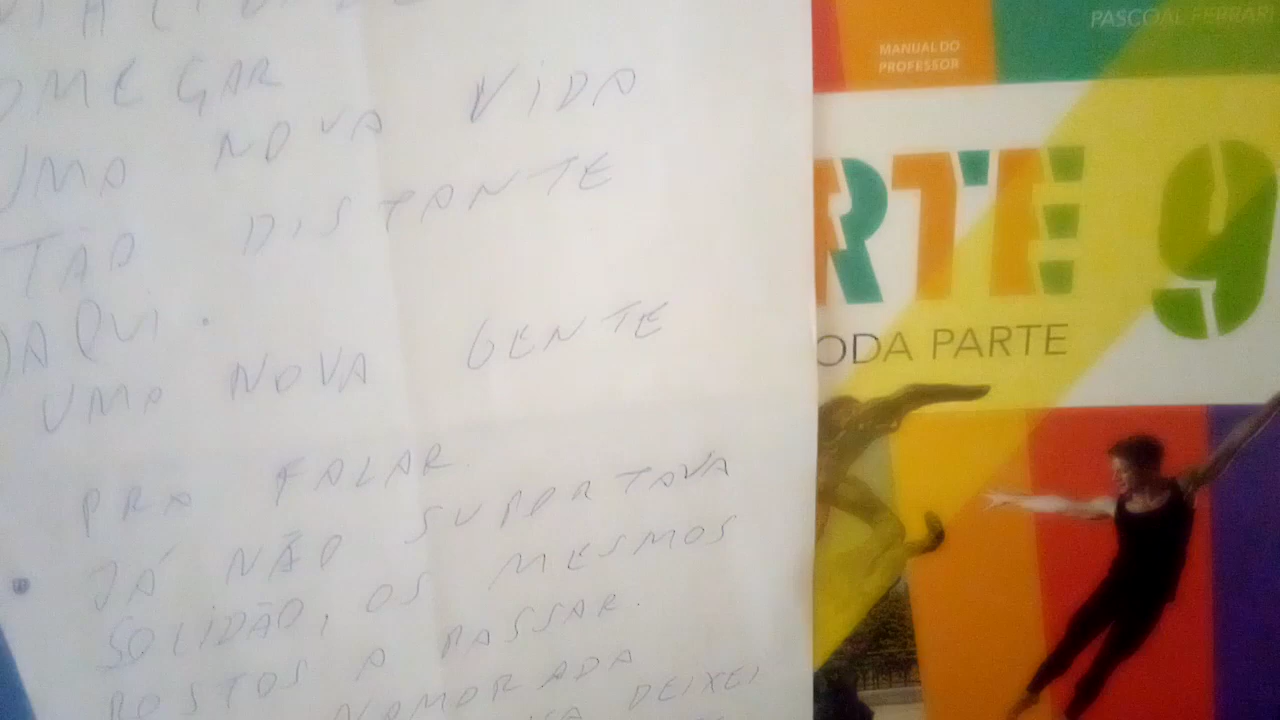 OMEÇAR
UMA NOVA VIDA
TÃO DISTANTE
DAQUI.
UMA NOVA GENTE
PRA FALAR.
JÁ NÃO SUPORTAVA
SOLIDÃO, OS MESMOS
ROSTOS A PASSAR.
NAMORADA
DEIXEI
PASCOAL FERRARI
MANUAL DO
PROFESSOR
RTE 9
ODA PARTE